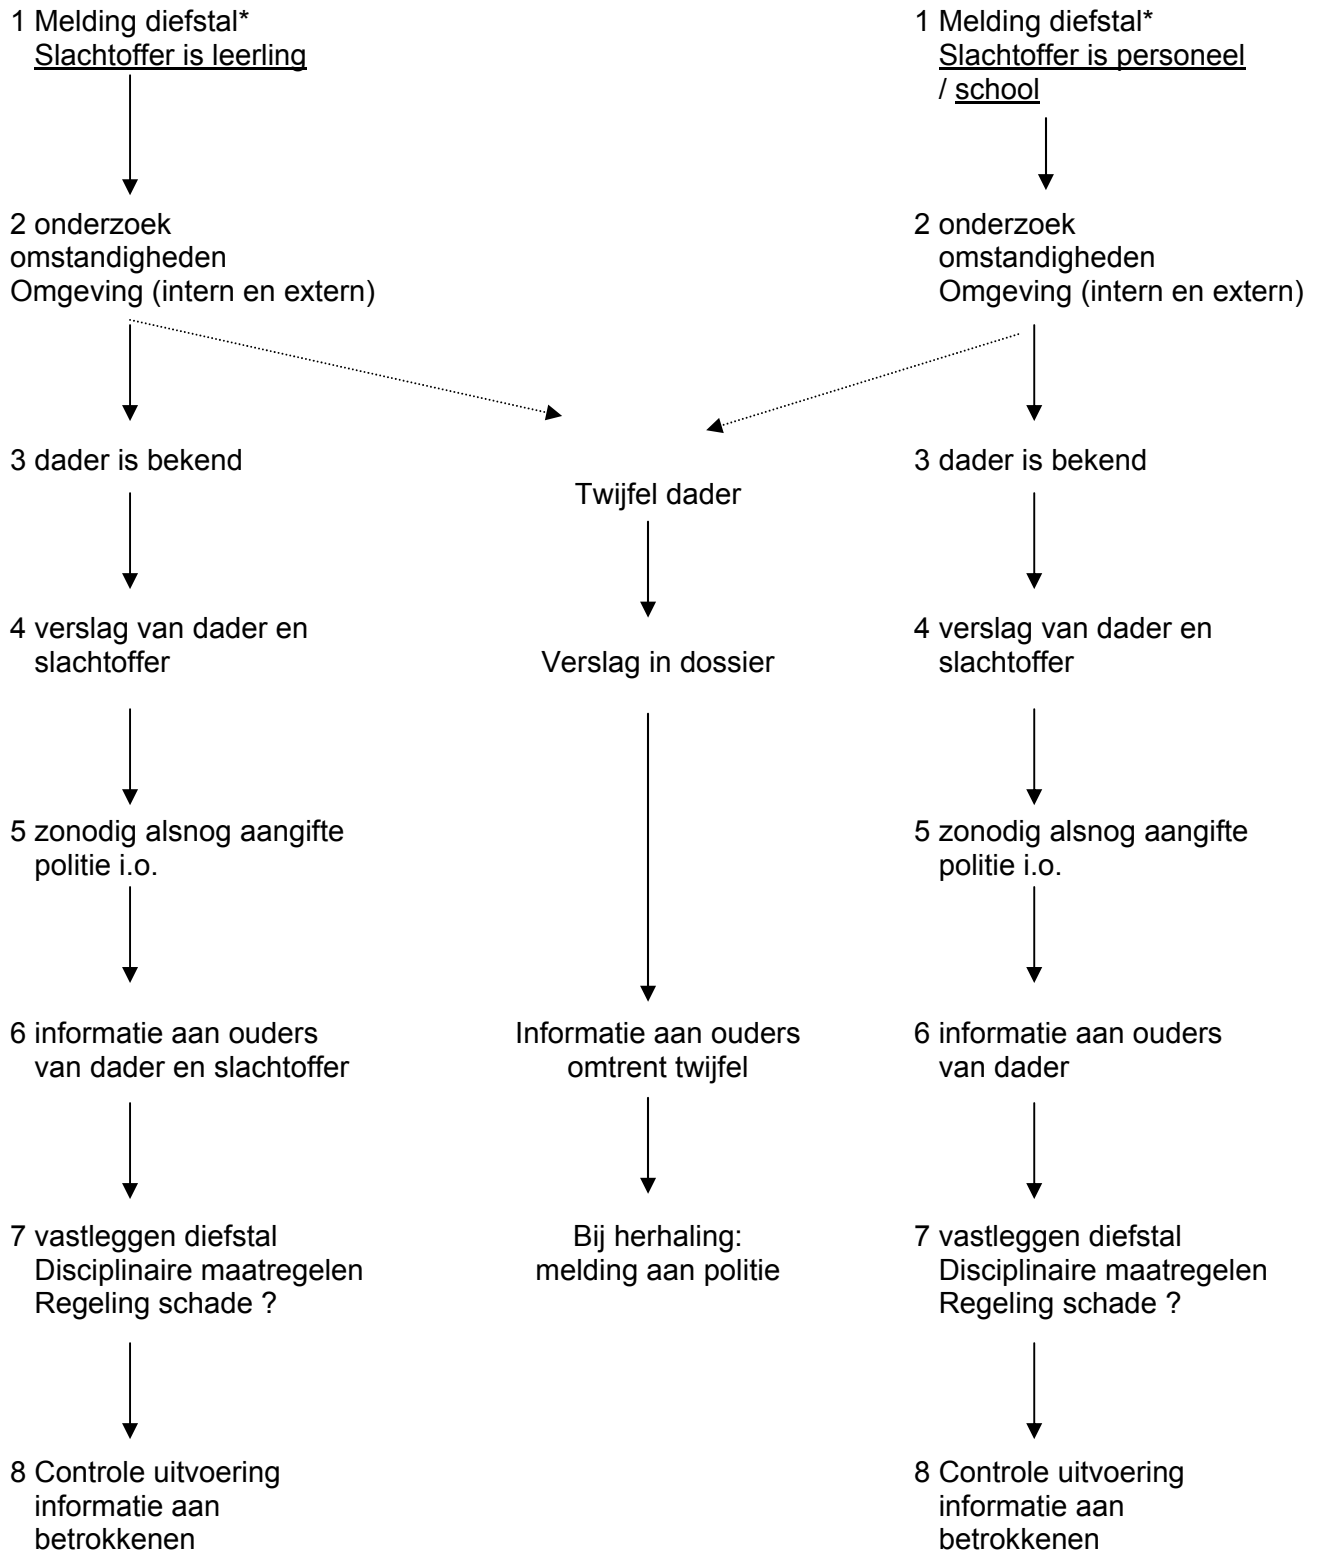 1 Melding diefstal*
Slachtoffer is leerling
2 onderzoek
omstandigheden
Omgeving (intern en extern)
3 dader is bekend
4 verslag van dader en
slachtoffer
5 zonodig alsnog aangifte
politie i.o.
6 informatie aan ouders
van dader en slachtoffer
7 vastleggen diefstal
Disciplinaire maatregelen
Regeling schade ?
8 Controle uitvoering
informatie aan
betrokkenen
Twijfel dader
Verslag in dossier
Informatie aan ouders
omtrent twijfel
Bij herhaling:
melding aan politie
1 Melding diefstal*
Slachtoffer is personeel
/ school
2 onderzoek
omstandigheden
Omgeving (intern en extern)
3 dader is bekend
4 verslag van dader en
slachtoffer
5 zonodig alsnog aangifte
politie i.o.
6 informatie aan ouders
van dader
7 vastleggen diefstal
Disciplinaire maatregelen
Regeling schade ?
8 Controle uitvoering
informatie aan
betrokkenen